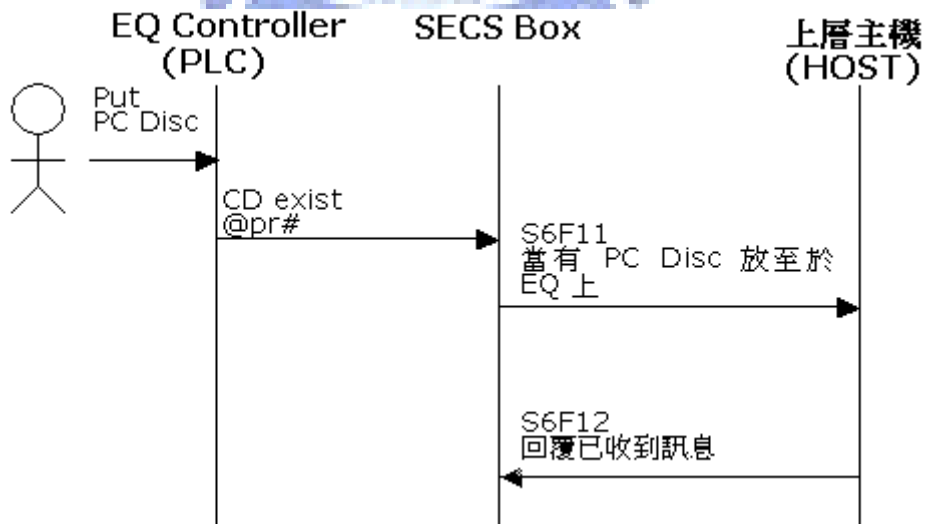 EQ Controller
(PLC)
SECS Box
上層主機
(HOST)
Put
PC Disc
CD exist
@pr#
S6F11
當有 PC Disc 放至於
EQ 上
S6F12
回覆已收到訊息